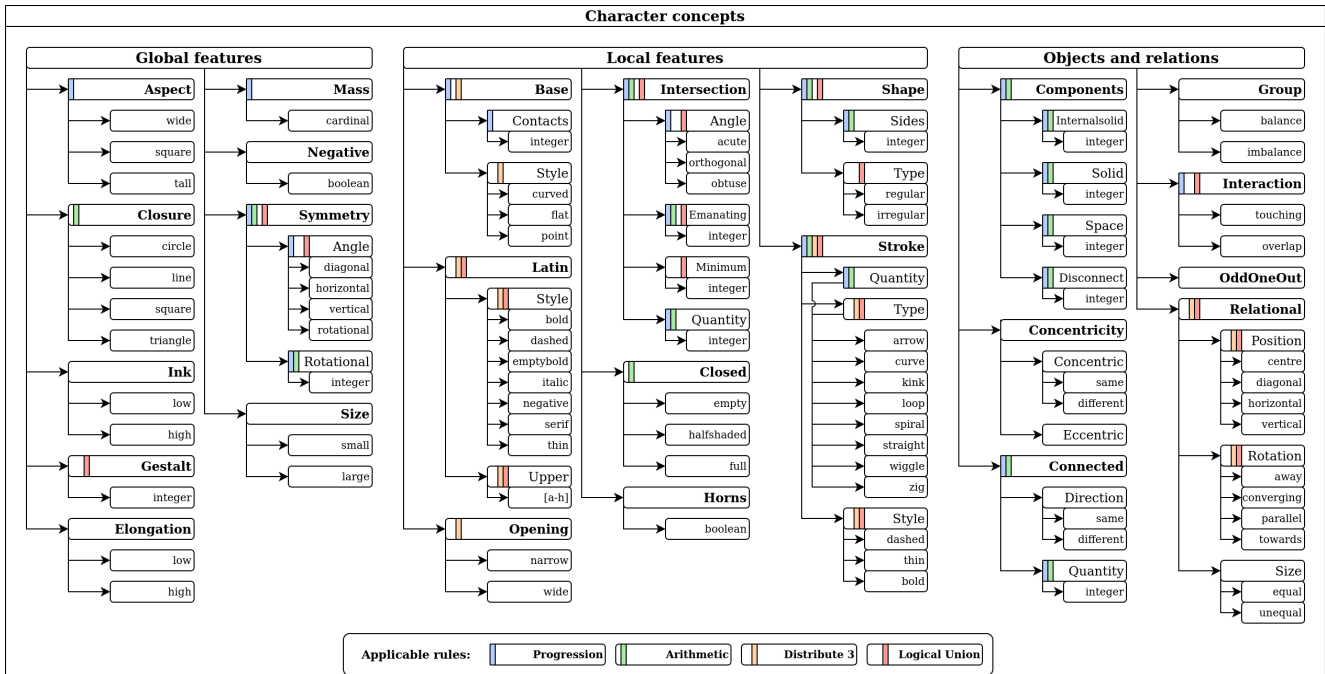 Character concepts
Global features
Aspect
wide
square
tall
Closure
circle
line
square
triangle
Ink
low
high
Gestalt
integer
Elongation
low
high
Mass
cardinal
Negative
boolean
Symmetry
Angle
diagonal
horizontal
vertical
rotational
Rotational
integer
Size
small
large
Local features
Base
Contacts
integer
Style
curved
flat
point
Latin
Style
bold
dashed
emptybold
italic
negative
serif
thin
Upper
[a-h]
Opening
narrow
wide
Intersection
Angle
acute
orthogonal
obtuse
Emanating
integer
Minimum
integer
Quantity
integer
Closed
empty
halfshaded
full
Horns
boolean
Shape
Sides
integer
Type
regular
irregular
Stroke
Quantity
Type
arrow
curve
kink
loop
spiral
straight
wiggle
zig
Style
dashed
thin
bold
Objects and relations
Components
Internalsolid
integer
Solid
integer
Space
integer
Disconnect
integer
Concentricity
Concentric
same
different
Eccentric
Connected
Direction
same
different
Quantity
integer
Group
balance
imbalance
Interaction
touching
overlap
OddOneOut
Relational
Position
centre
diagonal
horizontal
vertical
Rotation
away
converging
parallel
towards
Size
equal
unequal
Applicable rules: Progression Arithmetic Distribute 3 Logical Union